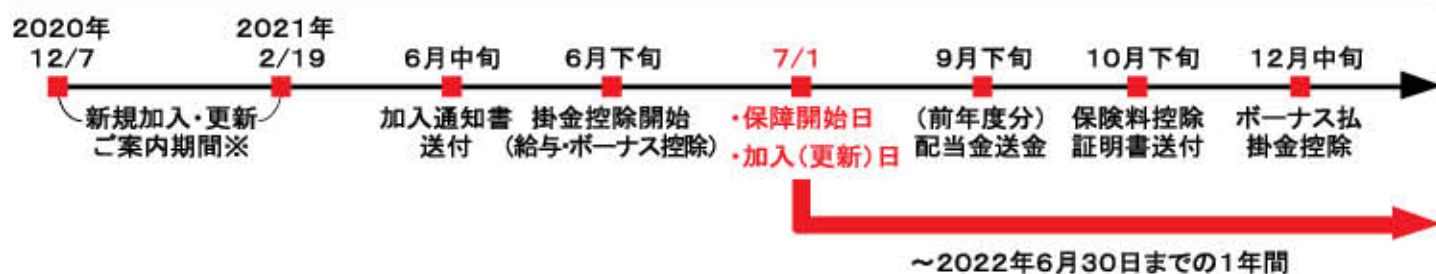 2020年
12/7
2021年
2/19
6月中旬
6月下旬
7/1
9月下旬
10月下旬
12月中旬
新規加入・更新
ご案内期間※
加入通知書
送付
掛金控除開始
(給与・ボーナス控除)
・保障開始日
・加入(更新)日
(前年度分)
配当金送金
保険料控除
証明書送付
ボーナス払
掛金控除
～2022年6月30日までの1年間